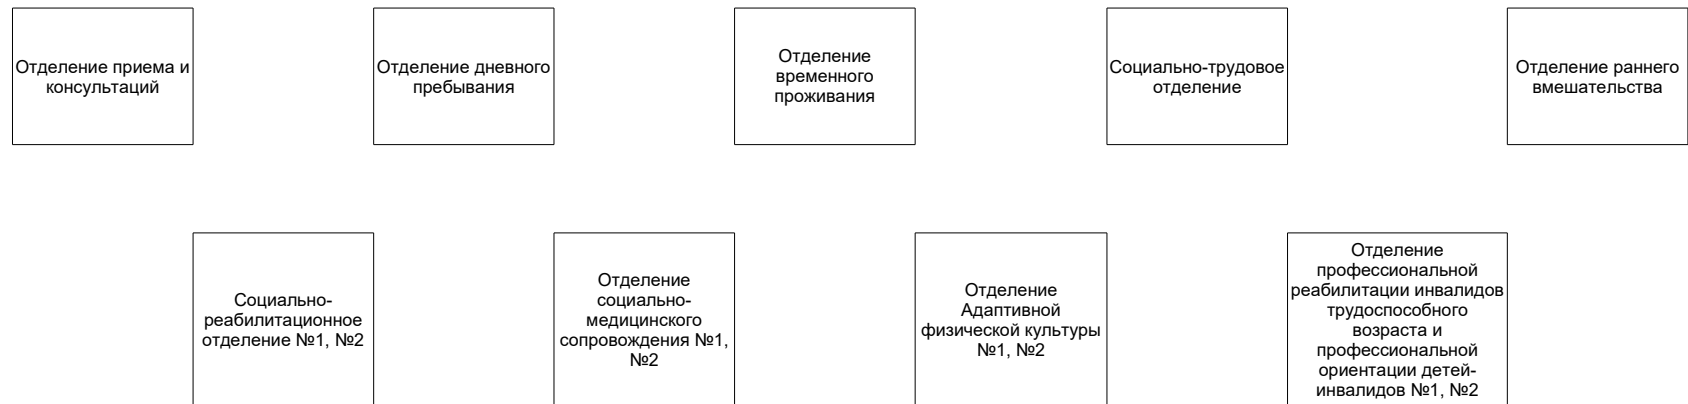 Отделение приема и
консультаций
Отделение дневного
пребывания
Отделение
временного
проживания
Социально-трудовое
отделение
Отделение раннего
вмешательства
Социально-
реабилитационное
отделение №1, №2
Отделение
социально-
медицинского
сопровождения №1,
№2
Отделение
Адаптивной
физической культуры
№1, №2
Отделение
профессиональной
реабилитации инвалидов
трудоспособного
возраста и
профессиональной
ориентации детей-
инвалидов №1, №2